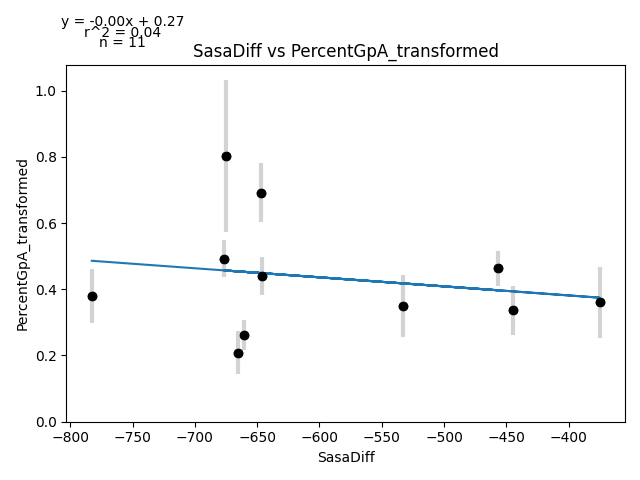 y = -0.00x + 0.27
r^2 = 0.04
n = 11
SasaDiff vs PercentGpA_transformed
PercentGpA_transformed
1.0
0.8
0.6
0.4
0.2
0.0
−800 −750 −700 −650 −600 −550 −500 −450 −400
SasaDiff